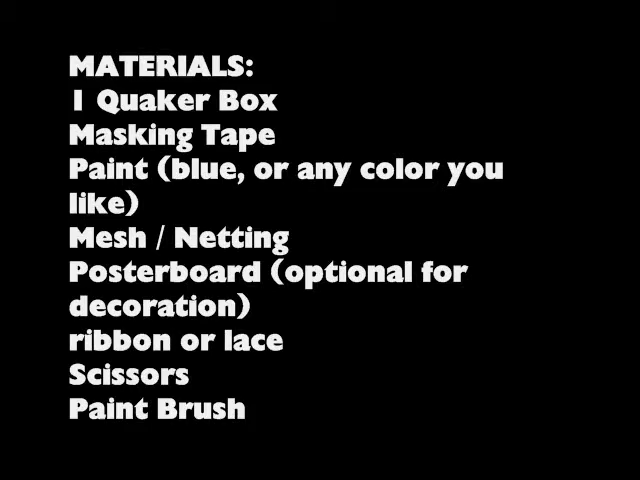 MATERIALS:
1 Quaker Box
Masking Tape
Paint (blue, or any color you
like)
Mesh / Netting
Posterboard (optional for
decoration)
ribbon or lace
Scissors
Paint Brush